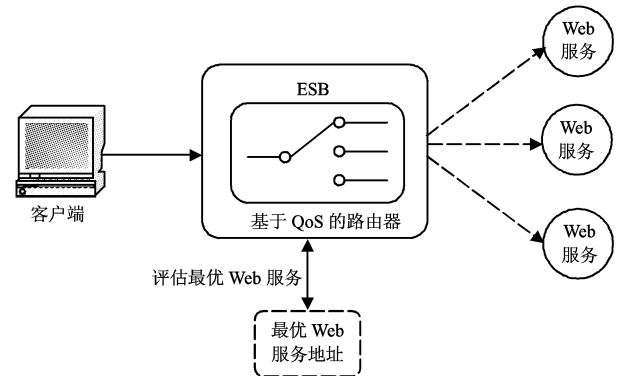 Web
服务
ESB
Web
服务
客户端
基于 QoS 的路由器
Web
服务
评估最优 Web 服务
最优 Web
服务地址